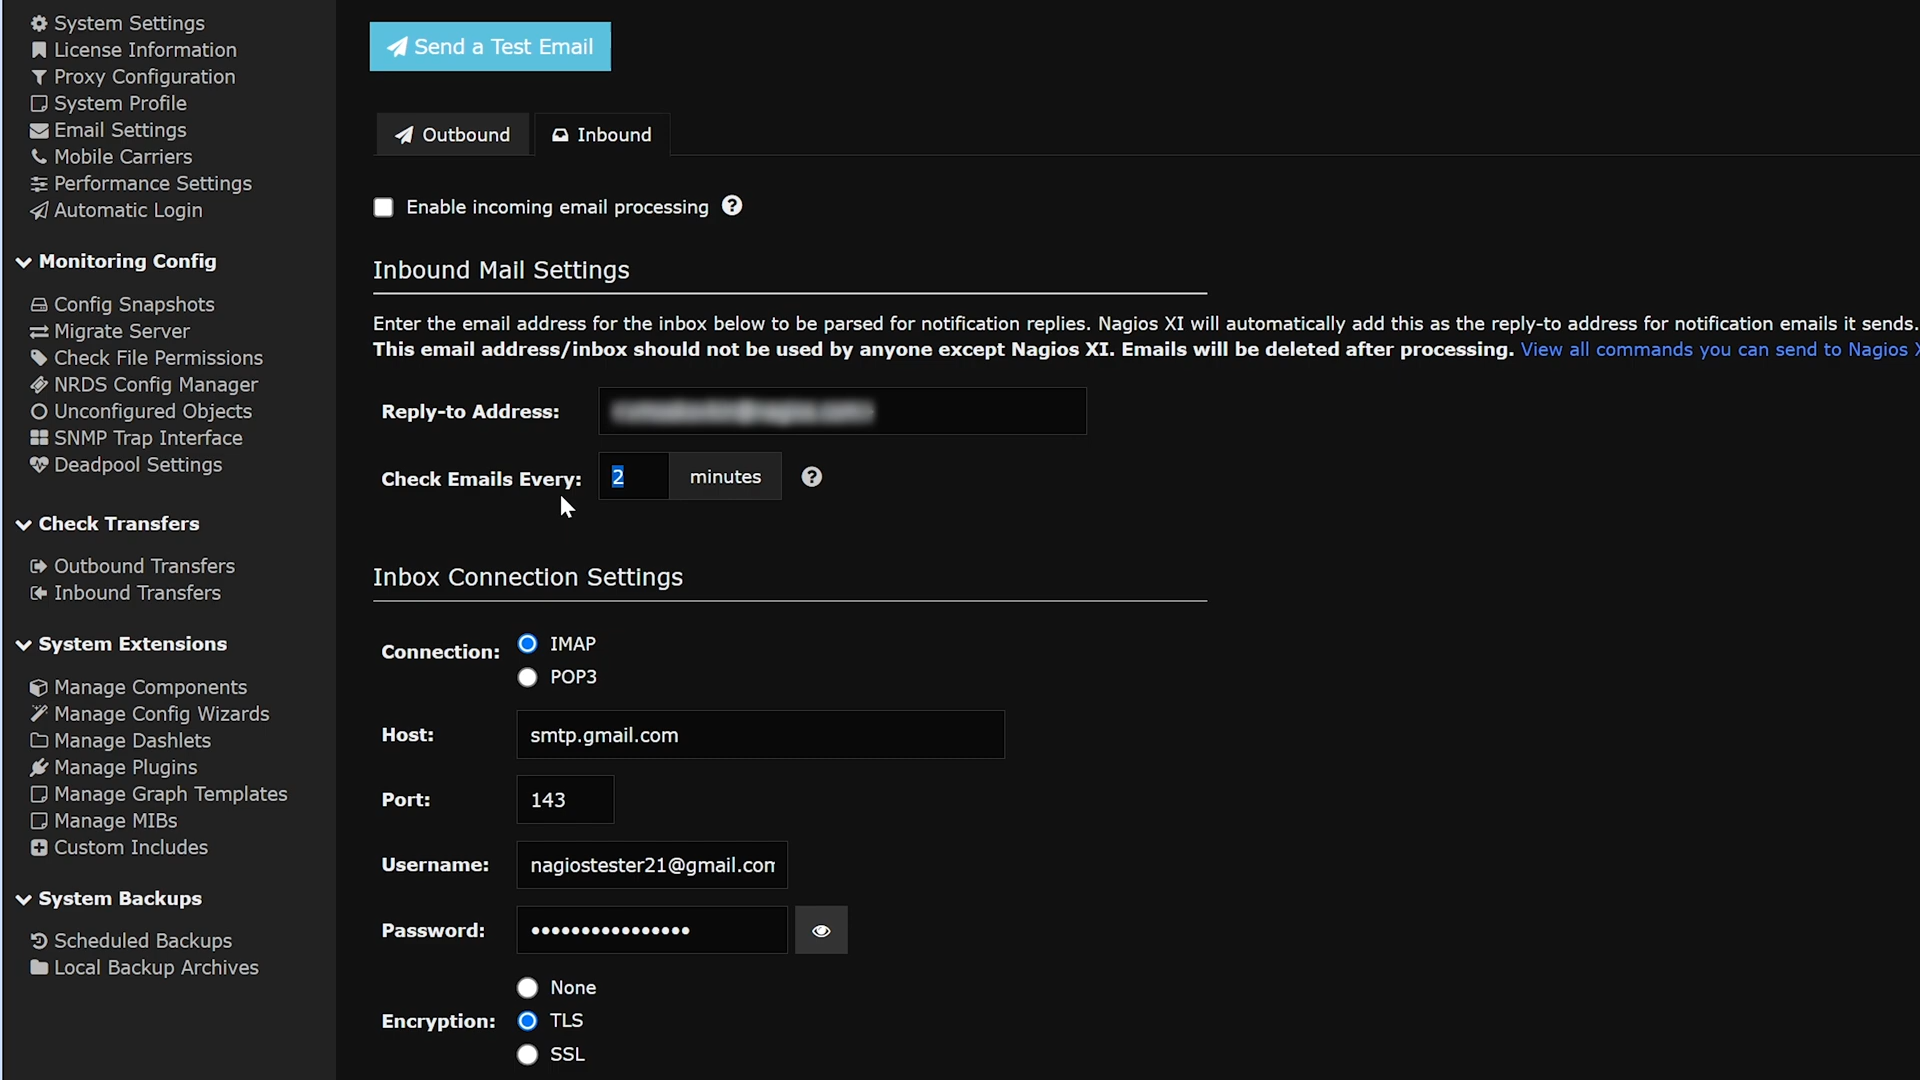 System Settings
License Information
Proxy Configuration
System Profile
Email Settings
Mobile Carriers
Performance Settings
Automatic Login
Monitoring Config
Config Snapshots
Migrate Server
Check File Permissions
NRDS Config Manager
Unconfigured Objects
SNMP Trap Interface
Deadpool Settings
Check Transfers
Outbound Transfers
Inbound Transfers
System Extensions
Manage Components
Manage Config Wizards
Manage Dashlets
Manage Plugins
Manage Graph Templates
Manage MIBs
Custom Includes
System Backups
Scheduled Backups
Local Backup Archives
Send a Test Email
Outbound
Inbound
Enable incoming email processing
Inbound Mail Settings
Enter the email address for the inbox below to be parsed for notification replies. Nagios XI will automatically add this as the reply-to address for notification emails it sends.
This email address/inbox should not be used by anyone except Nagios XI. Emails will be deleted after processing. View all commands you can send to Nagios
Reply-to Address:
Check Emails Every: 2 minutes
Inbox Connection Settings
Connection:
IMAP
POP3
Host: smtp.gmail.com
Port: 143
Username: nagiostester21@gmail.com
Password: ••••••••••••••••
Encryption:
None
TLS
SSL